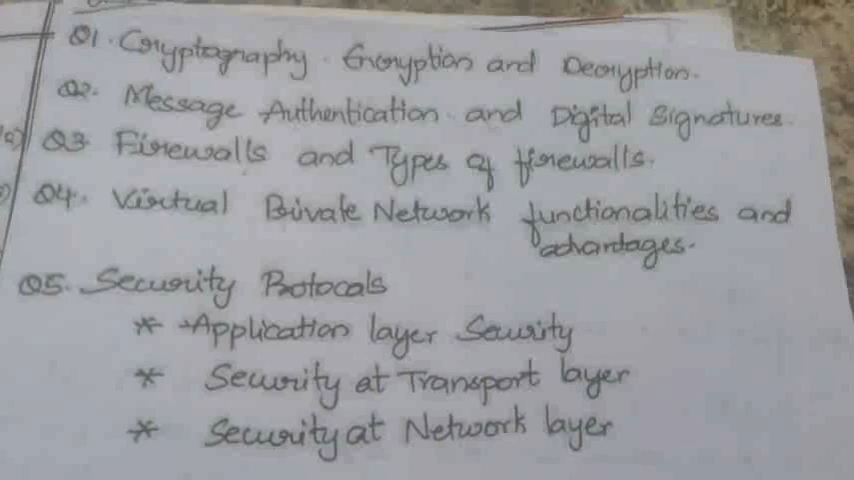 Q1. Cryptography. Encryption and Decryption.
Q2. Message Authentication and Digital Signatures.
Q3 Firewalls and Types of firewalls.
Q4. Virtual Private Network functionalities and
advantages.
Q5. Security Protocals
* Application layer Security
* Security at Transport layer
* Security at Network layer